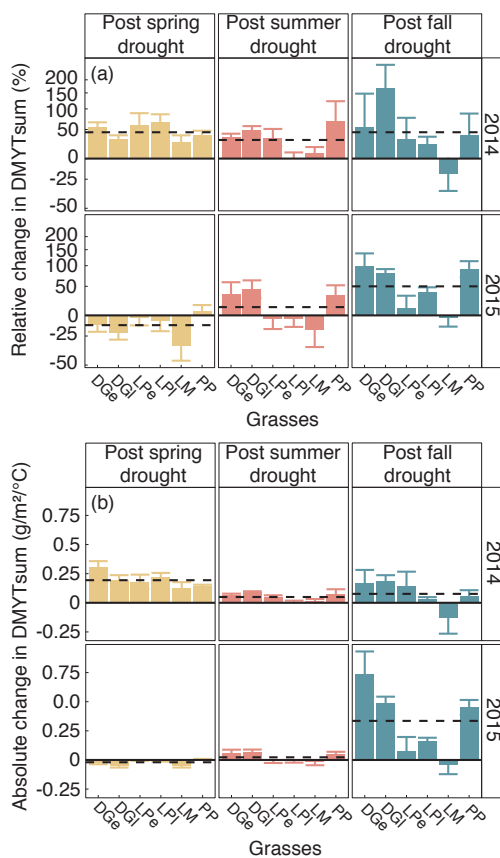 Post spring drought
Post summer drought
Post fall drought
(a)
Relative change in DMYTsum (%)
200
150
100
50
0
-25
-50
2014
200
150
100
50
0
-25
-50
2015
DGe DGl LPe LPl LM PP
DGe DGl LPe LPl LM PP
DGe DGl LPe LPl LM PP
Grasses
Post spring drought
Post summer drought
Post fall drought
(b)
Absolute change in DMYTsum (g/m²/°C)
0.75
0.5
0.25
0
-0.25
2014
0.75
0.0
0.25
0
-0.25
2015
DGe DGl LPe LPl LM PP
DGe DGl LPe LPl LM PP
DGe DGl LPe LPl LM PP
Grasses